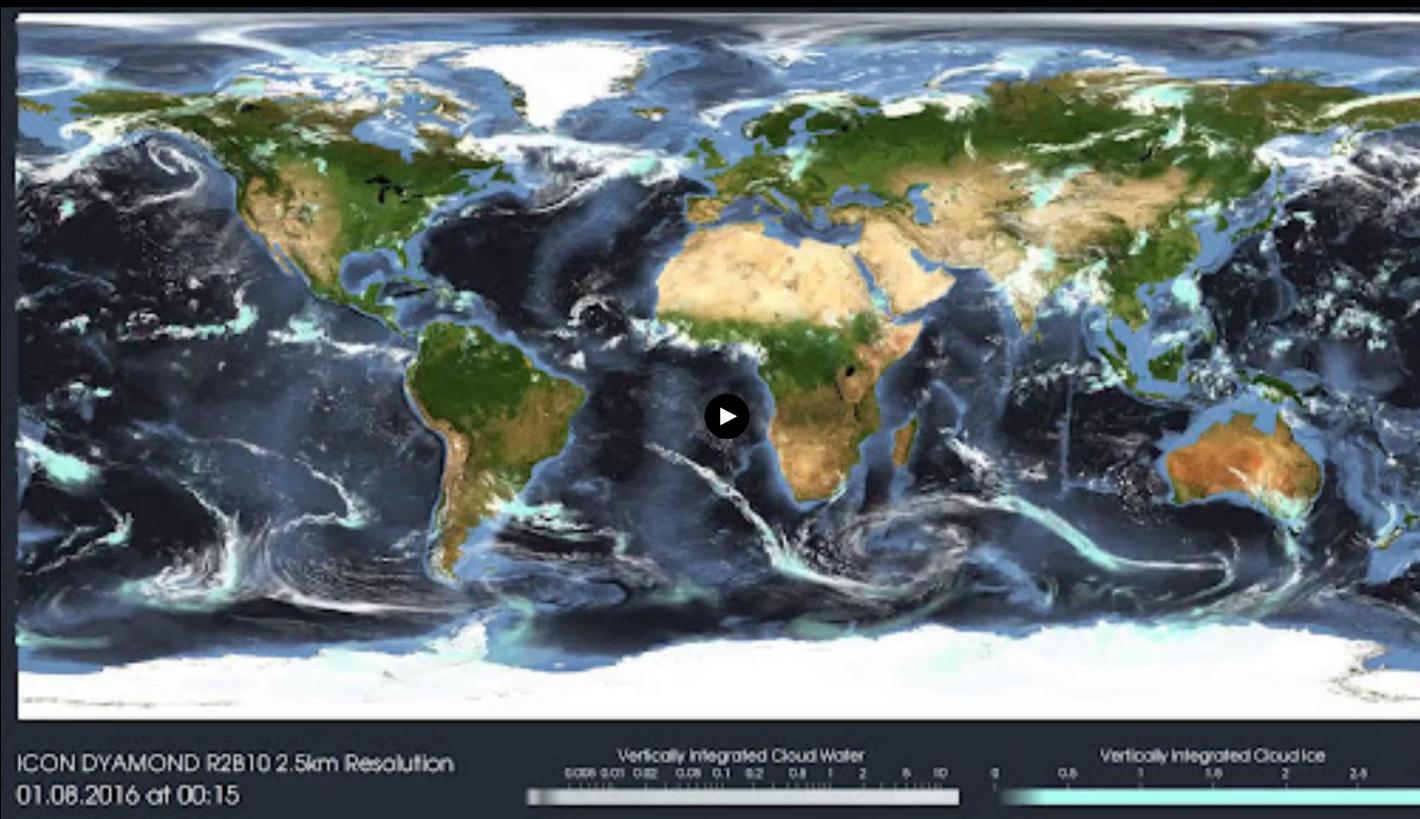 ICON DYAMOND R2B10 2.5km Resolution
01.08.2016 at 00:15
Vertically Integrated Cloud Water
0.005 0.01 0.02 0.05 0.1 0.2 0.5 1 2 5 10
Vertically Integrated Cloud Ice
0 0.5 1 1.5 2 2.5